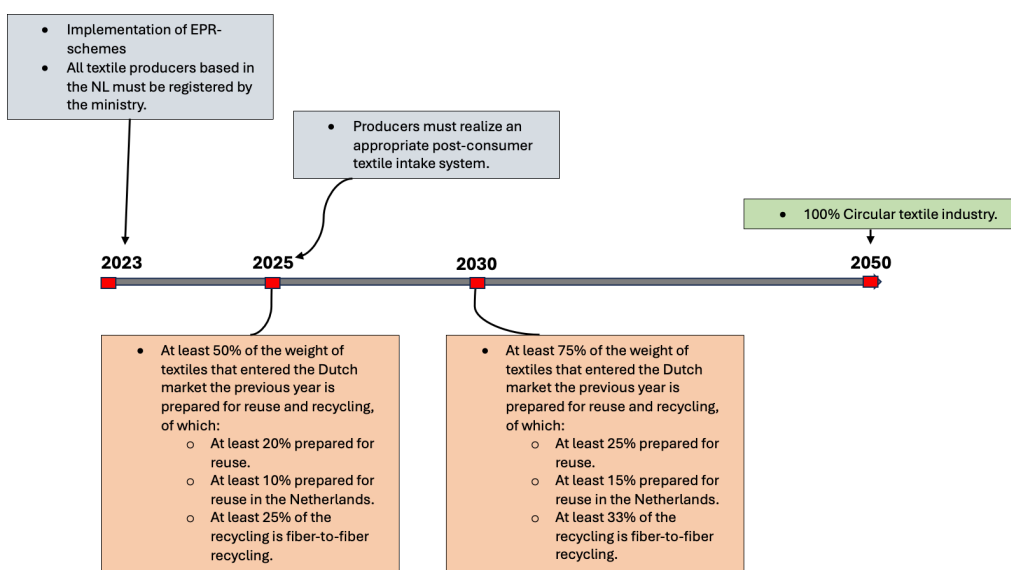 • Implementation of EPR-
schemes
• All textile producers based in
the NL must be registered by
the ministry.
• Producers must realize an
appropriate post-consumer
textile intake system.
• 100% Circular textile industry.
2023
2025
2030
2050
• At least 50% of the weight of
textiles that entered the Dutch
market the previous year is
prepared for reuse and recycling,
of which:
o At least 20% prepared for
reuse.
o At least 10% prepared for
reuse in the Netherlands.
o At least 25% of the
recycling is fiber-to-fiber
recycling.
• At least 75% of the weight of
textiles that entered the Dutch
market the previous year is
prepared for reuse and recycling,
of which:
o At least 25% prepared for
reuse.
o At least 15% prepared for
reuse in the Netherlands.
o At least 33% of the
recycling is fiber-to-fiber
recycling.